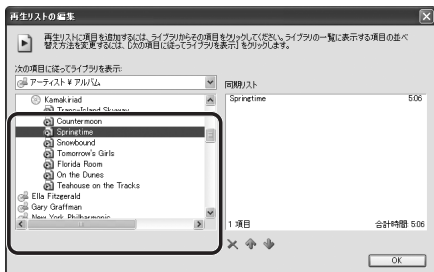 再生リストの編集
再生リストに項目を追加するには、ライブラリからその項目をクリックしてください。ライブラリの一覧に表示する項目の並べ
替え方法を変更するには、[次の項目に従ってライブラリを表示] をクリックします。
次の項目に従ってライブラリを表示:
アーティスト ¥ アルバム
同期リスト
Kamakiriad
Trans-Island Skyway
Countermoon
Springtime
Snowbound
Tomorrow's Girls
Florida Room
On the Dunes
Teahouse on the Tracks
Ella Fitzgerald
Gary Graffman
New York Philharmonic
Springtime 5:06
1 項目 合計時間: 5:06
OK